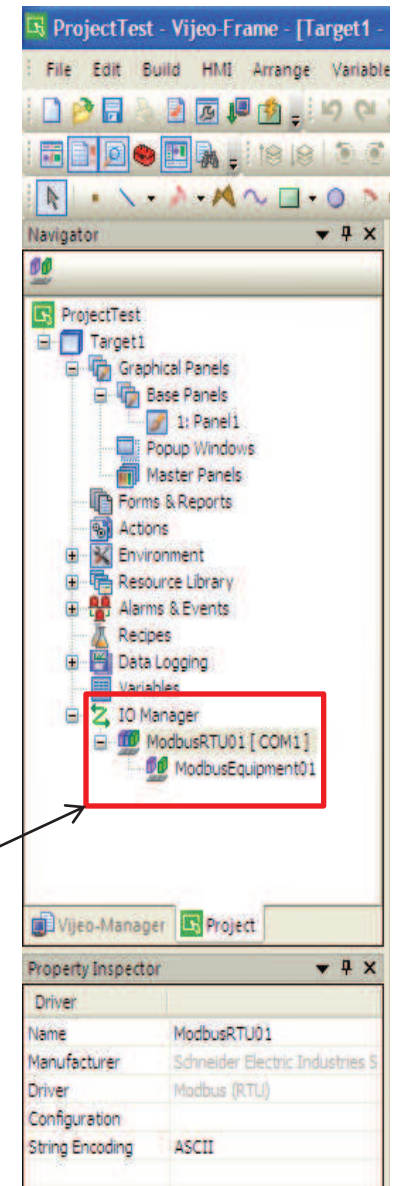 ProjectTest - Vijeo-Frame - [Target1 -
File Edit Build HMI Arrange Variable
Navigator
ProjectTest
Target1
Graphical Panels
Base Panels
1: Panel1
Popup Windows
Master Panels
Forms & Reports
Actions
Environment
Resource Library
Alarms & Events
Recipes
Data Logging
Variables
IO Manager
ModbusRTU01 [ COM1 ]
ModbusEquipment01
Vijeo-Manager Project
Property Inspector
Driver
Name ModbusRTU01
Manufacturer Schneider Electric Industries S
Driver Modbus (RTU)
Configuration
String Encoding ASCII